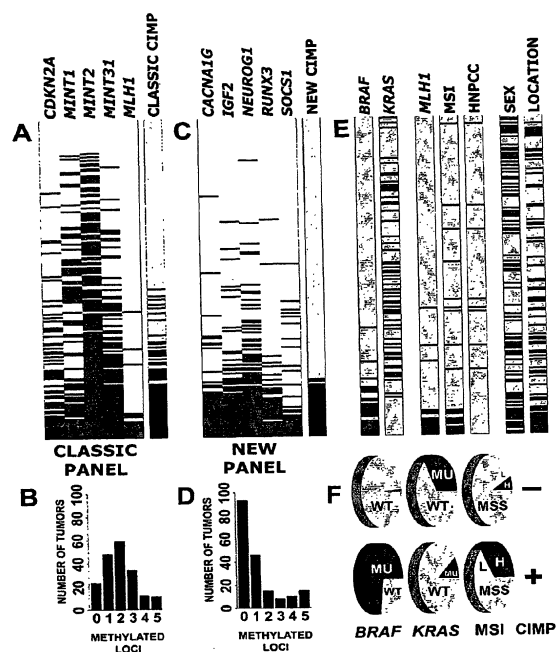 A
CDKN2A
MINT1
MINT2
MINT31
MLH1
CLASSIC CIMP
CLASSIC
PANEL
C
CACNA1G
IGF2
NEUROG1
RUNX3
SOCS1
NEW CIMP
NEW
PANEL
E
BRAF
KRAS
MLH1
MSI
HNPCC
SEX
LOCATION
B
NUMBER OF TUMORS
0 20 40 60 80 100
0 1 2 3 4 5
METHYLATED
LOCI
D
NUMBER OF TUMORS
0 20 40 60 80 100
0 1 2 3 4 5
METHYLATED
LOCI
F
WT
MU
WT
L
H
MSS
−
MU
WT
MU
WT
L
H
MSS
+
BRAF KRAS MSI CIMP